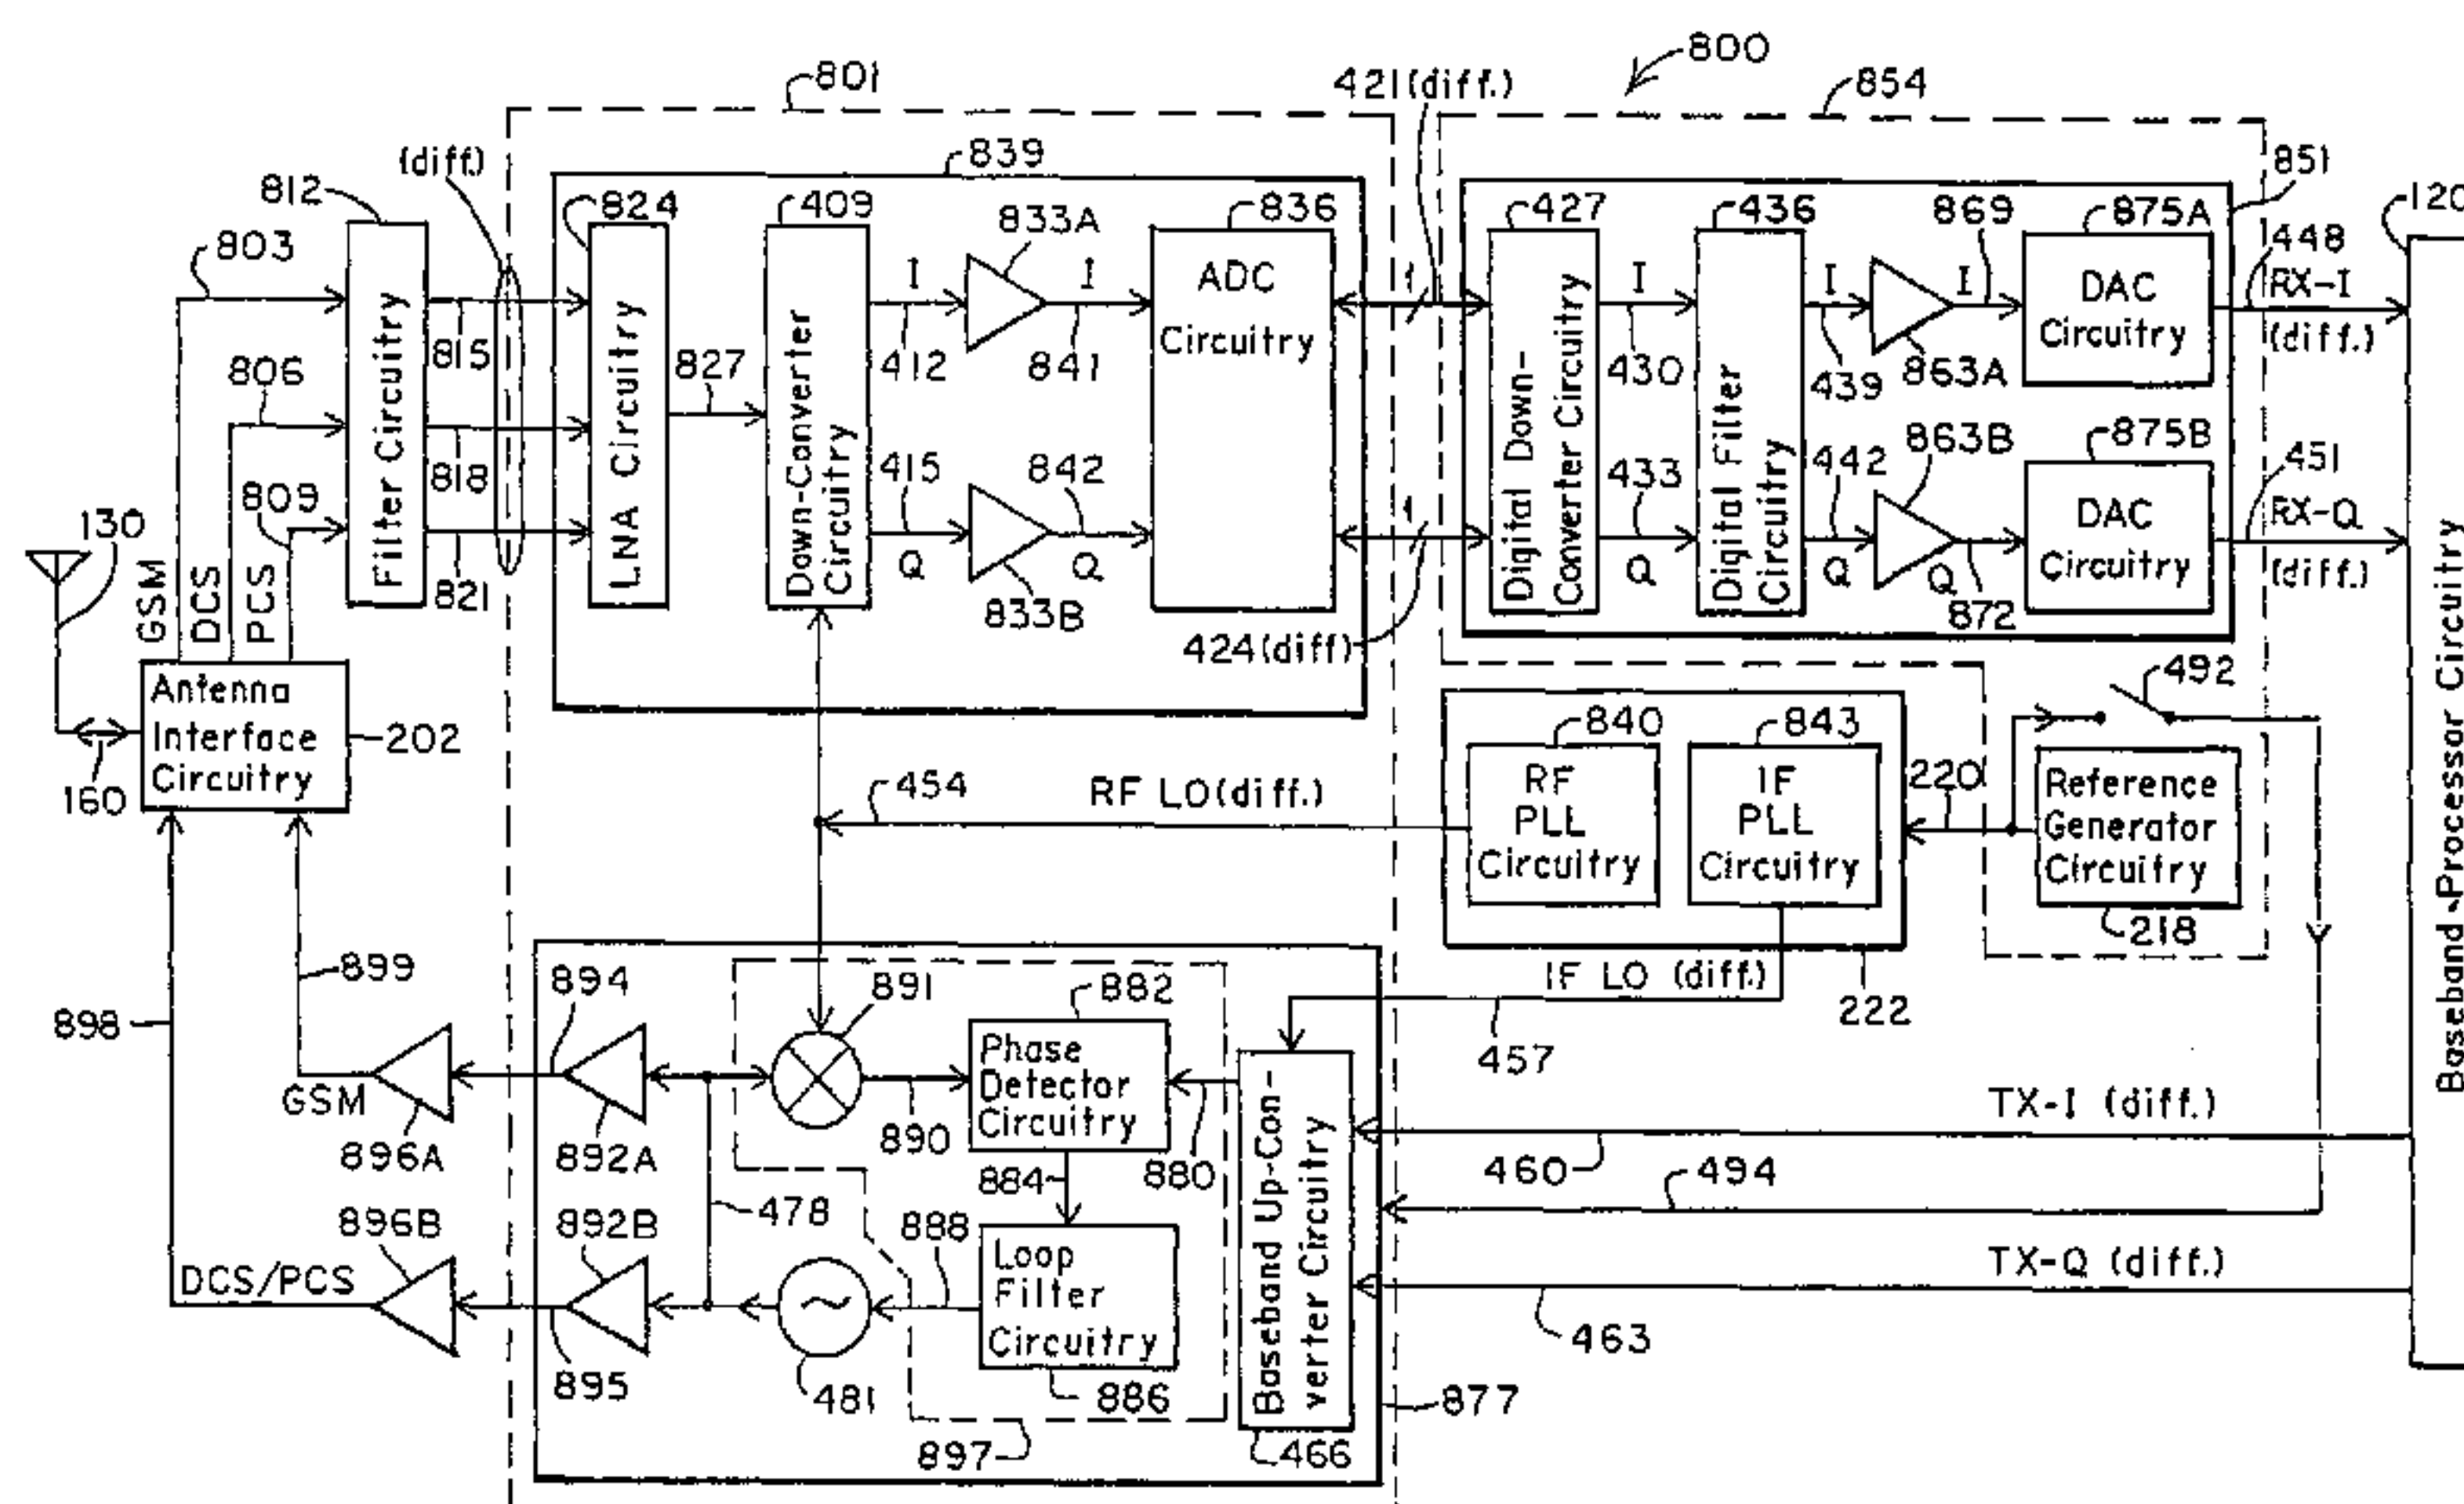 800
801
421(diff.)
854
839
(diff)
851
812
824
409
833A
836
427
436
869
875A
120
803
448
Filter Circuitry
LNA Circuitry
Down-Converter
Circuitry
I
I
ADC
Circuitry
1
Digital Down-
Converter Circuitry
I
Digital Filter
Circuitry
I
I
DAC
Circuitry
RX-I
(diff.)
815
827
412
841
430
439
863A
806
863B
875B
818
415
842
1
433
442
451
809
RX-Q
(diff.)
130
821
Q
Q
833B
Q
Q
Q
872
DAC
Circuitry
GSM
DCS
PCS
424(diff)
492
Antenna
Interface
Circuitry
202
160
840
843
454
RF LO(diff.)
RF
PLL
Circuitry
IF
PLL
Circuitry
220
Reference
Generator
Circuitry
218
Baseband-Processor Circuitry
899
894
891
882
IF LO (diff.)
222
898
457
Phase
Detector
Circuitry
TX-I (diff.)
GSM
896A
892A
890
884
880
Baseband Up-Con-
verter Circuitry
460
494
478
896B
892B
888
DCS/PCS
Loop
Filter
Circuitry
TX-Q (diff.)
463
895
481
886
877
897
466